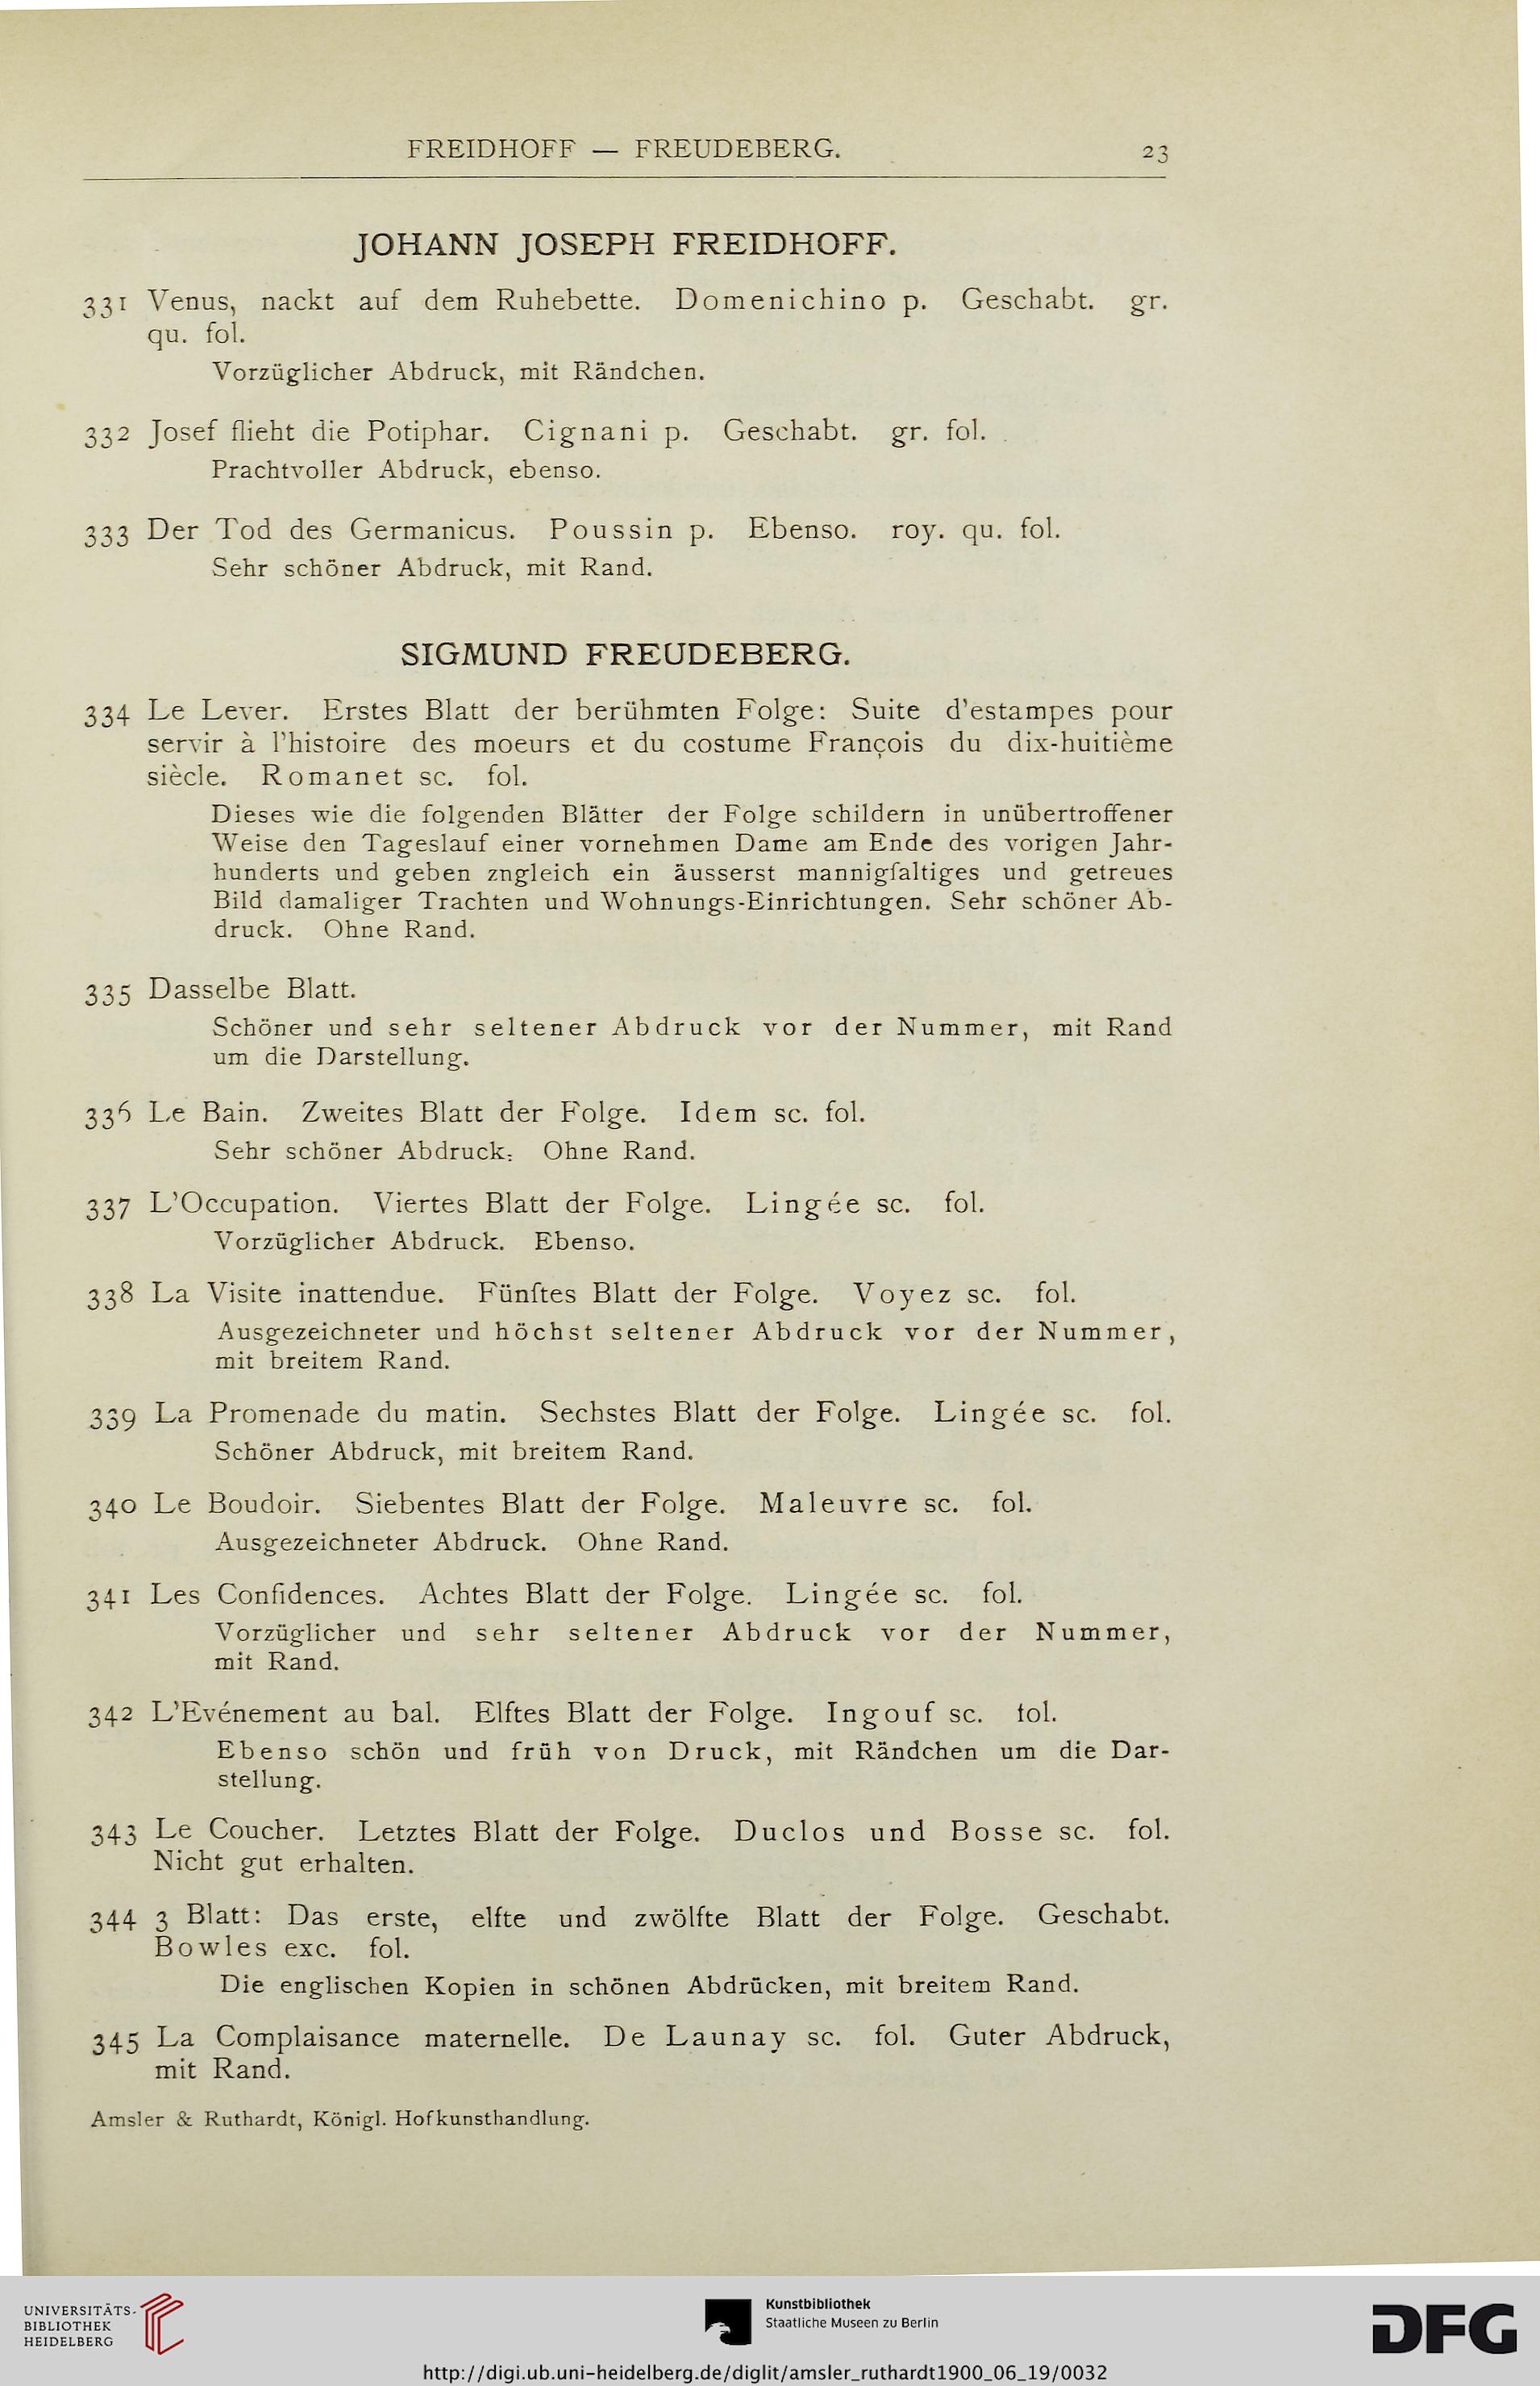 FREIDHOFF — FREUDEBERG. 23
JOHANN JOSEPH FREIDHOFF.
331 Venus, nackt auf dem Ruhebette. Domenichino p. Geschabt. gr.
qu. fol.
Vorzüglicher Abdruck, mit Rändchen.
332 Josef flieht die Potiphar. Cignani p. Geschabt. gr. fol.
Prachtvoller Abdruck, ebenso.
333 Der Tod des Germanicus. Poussin p. Ebenso. roy. qu. fol.
Sehr schöner Abdruck, mit Rand.
SIGMUND FREUDEBERG.
334 Le Lever. Erstes Blatt der berühmten Folge: Suite d'estampes pour
servir à l'histoire des moeurs et du costume François du dix-huitième
siècle. Romanet sc. fol.
Dieses wie die folgenden Blätter der Folge schildern in unübertroffener
Weise den Tageslauf einer vornehmen Dame am Ende des vorigen Jahr-
hunderts und geben zngleich ein äusserst mannigfaltiges und getreues
Bild damaliger Trachten und Wohnungs-Einrichtungen. Sehr schöner Ab-
druck. Ohne Rand.
335 Dasselbe Blatt.
Schöner und sehr seltener Abdruck vor der Nummer, mit Rand
um die Darstellung.
336 Le Bain. Zweites Blatt der Folge. Idem sc. fol.
Sehr schöner Abdruck. Ohne Rand.
337 L'Occupation. Viertes Blatt der Folge. Lingée sc. fol.
Vorzüglicher Abdruck. Ebenso.
338 La Visite inattendue. Fünftes Blatt der Folge. Voyez sc. fol.
Ausgezeichneter und höchst seltener Abdruck vor der Nummer,
mit breitem Rand.
339 La Promenade du matin. Sechstes Blatt der Folge. Lingée sc. fol.
Schöner Abdruck, mit breitem Rand.
340 Le Boudoir. Siebentes Blatt der Folge. Maleuvre sc. fol.
Ausgezeichneter Abdruck. Ohne Rand.
341 Les Confidences. Achtes Blatt der Folge. Lingée sc. fol.
Vorzüglicher und sehr seltener Abdruck vor der Nummer,
mit Rand.
342 L'Evénement au bal. Elftes Blatt der Folge. Ingouf sc. fol.
Ebenso schön und früh von Druck, mit Rändchen um die Dar-
stellung.
343 Le Coucher. Letztes Blatt der Folge. Duclos und Bosse sc. fol.
Nicht gut erhalten.
344 3 Blatt: Das erste, elfte und zwölfte Blatt der Folge. Geschabt.
Bowles exc. fol.
Die englischen Kopien in schönen Abdrücken, mit breitem Rand.
345 La Complaisance maternelle. De Launay sc. fol. Guter Abdruck,
mit Rand.
Amsler & Ruthardt, Königl. Hofkunsthandlung.
UNIVERSITÄTS-
BIBLIOTHEK
HEIDELBERG
Kunstbibliothek
Staatliche Museen zu Berlin
DFG
http://digi.ub.uni-heidelberg.de/diglit/amsler_ruthardt1900_06_19/0032